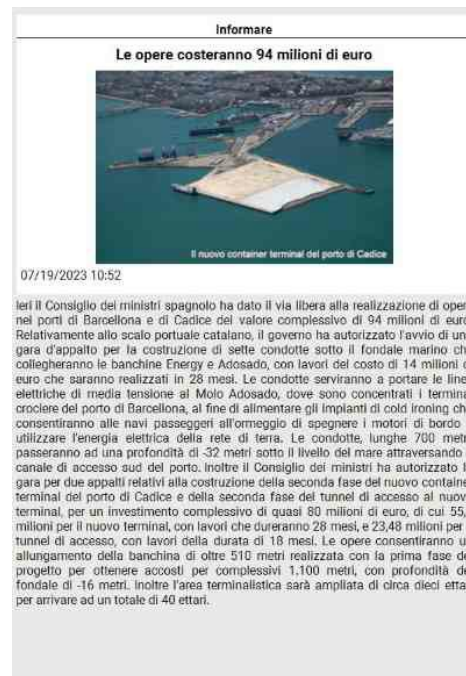 Informare
Le opere costeranno 94 milioni di euro
Il nuovo container terminal del porto di Cadice
07/19/2023 10:52
Ieri il Consiglio dei ministri spagnolo ha dato il via libera alla realizzazione di oper
nei porti di Barcellona e di Cadice del valore complessivo di 94 milioni di euro
Relativamente allo scalo portuale catalano, il governo ha autorizzato l'avvio di un
gara d'appalto per la costruzione di sette condotte sotto il fondale marino ch
collegheranno le banchine Energy e Adosado, con lavori del costo di 14 milioni d
euro che saranno realizzati in 28 mesi. Le condotte serviranno a portare le line
elettriche di media tensione al Molo Adosado, dove sono concentrati i termina
crociere del porto di Barcellona, al fine di alimentare gli impianti di cold ironing ch
consentiranno alle navi passeggeri all'ormeggio di spegnere i motori di bordo
utilizzare l'energia elettrica della rete di terra. Le condotte, lunghe 700 metr
passeranno ad una profondità di -32 metri sotto il livello del mare attraversando
canale di accesso sud del porto. Inoltre il Consiglio dei ministri ha autorizzato l
gara per due appalti relativi alla costruzione della seconda fase del nuovo containe
terminal del porto di Cadice e della seconda fase del tunnel di accesso al nuov
terminal, per un investimento complessivo di quasi 80 milioni di euro, di cui 55,
milioni per il nuovo terminal, con lavori che dureranno 28 mesi, e 23,48 milioni per
tunnel di accesso, con lavori della durata di 18 mesi. Le opere consentiranno u
allungamento della banchina di oltre 510 metri realizzata con la prima fase de
progetto per ottenere accosti per complessivi 1.100 metri, con profondità de
fondale di -16 metri. Inoltre l'area terminalistica sarà ampliata di circa dieci etta
per arrivare ad un totale di 40 ettari.